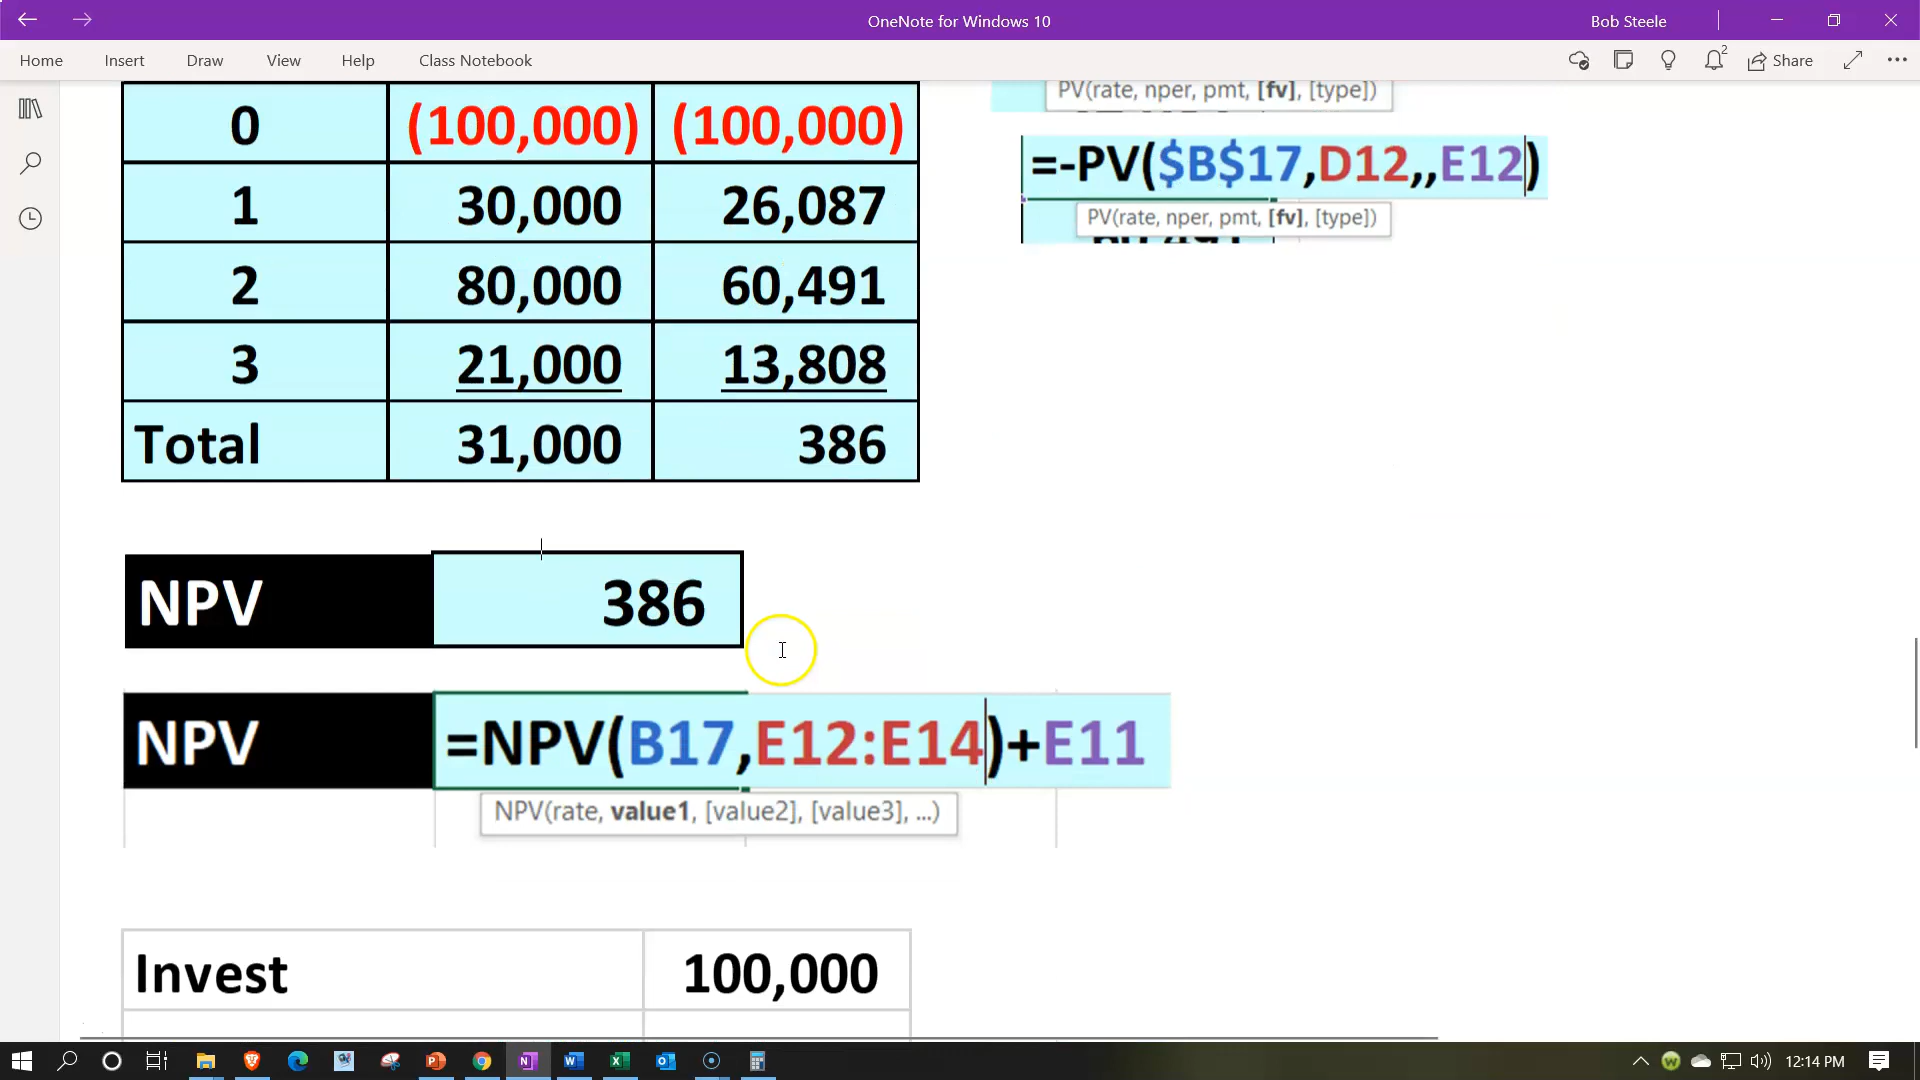 OneNote for Windows 10
Bob Steele
Home Insert Draw View Help Class Notebook
2
Share
PV(rate, nper, pmt, [fv], [type])
0 (100,000) (100,000)
=-PV($B$17,D12,,E12)
PV(rate, nper, pmt, [fv], [type])
1 30,000 26,087
2 80,000 60,491
3 21,000 13,808
Total 31,000 386
NPV 386
NPV =NPV(B17,E12:E14)+E11
NPV(rate, value1, [value2], [value3], ...)
Invest 100,000
12:14 PM